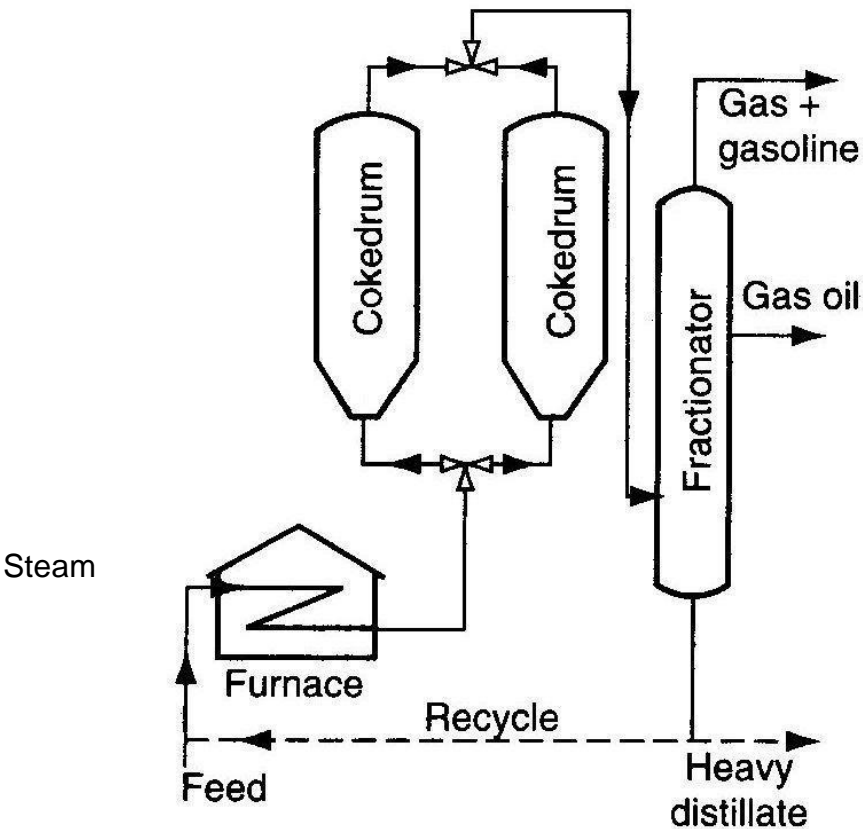 Gas +
gasoline
Cokedrum
Cokedrum
Gas oil
Fractionator
Steam
Furnace
Recycle
Feed
Heavy
distillate